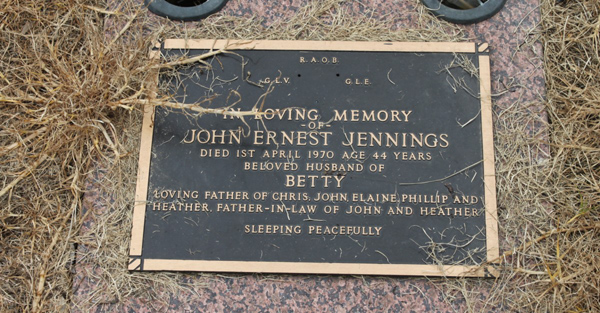 R.A.O.B.
G.L.V. G.L.E.
IN LOVING MEMORY
-OF-
JOHN ERNEST JENNINGS
DIED 1ST APRIL 1970 AGE 44 YEARS
BELOVED HUSBAND OF
BETTY
LOVING FATHER OF CHRIS, JOHN, ELAINE, PHILLIP AND
HEATHER, FATHER-IN-LAW OF JOHN AND HEATHER
SLEEPING PEACEFULLY